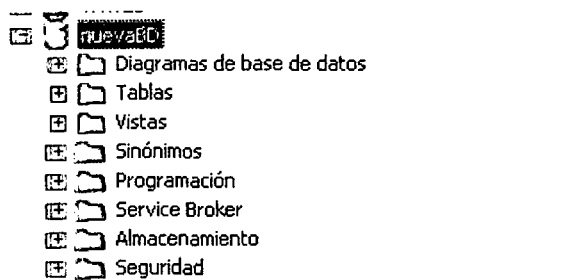 nuevaBD
Diagramas de base de datos
Tablas
Vistas
Sinónimos
Programación
Service Broker
Almacenamiento
Seguridad